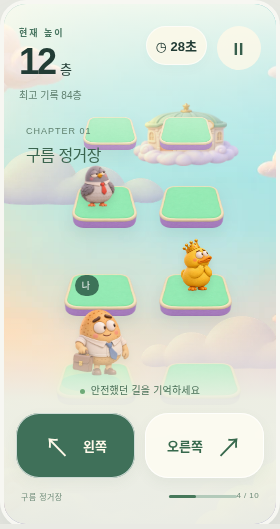 현재 높이
12 층
최고 기록 84층
28초
CHAPTER 01
구름 정거장
나
안전했던 길을 기억하세요
왼쪽
오른쪽
구름 정거장
4 / 10